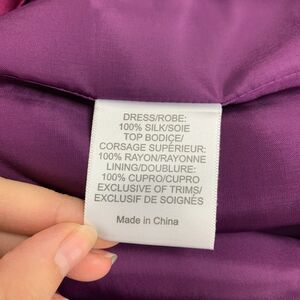 DRESS/ROBE:
100% SILK/SOIE
TOP BODICE/
CORSAGE SUPÉRIEUR:
100% RAYON/RAYONNE
LINING/DOUBLURE:
100% CUPRO/CUPRO
EXCLUSIVE OF TRIMS/
EXCLUSIF DE SOIGNÉS
Made in China